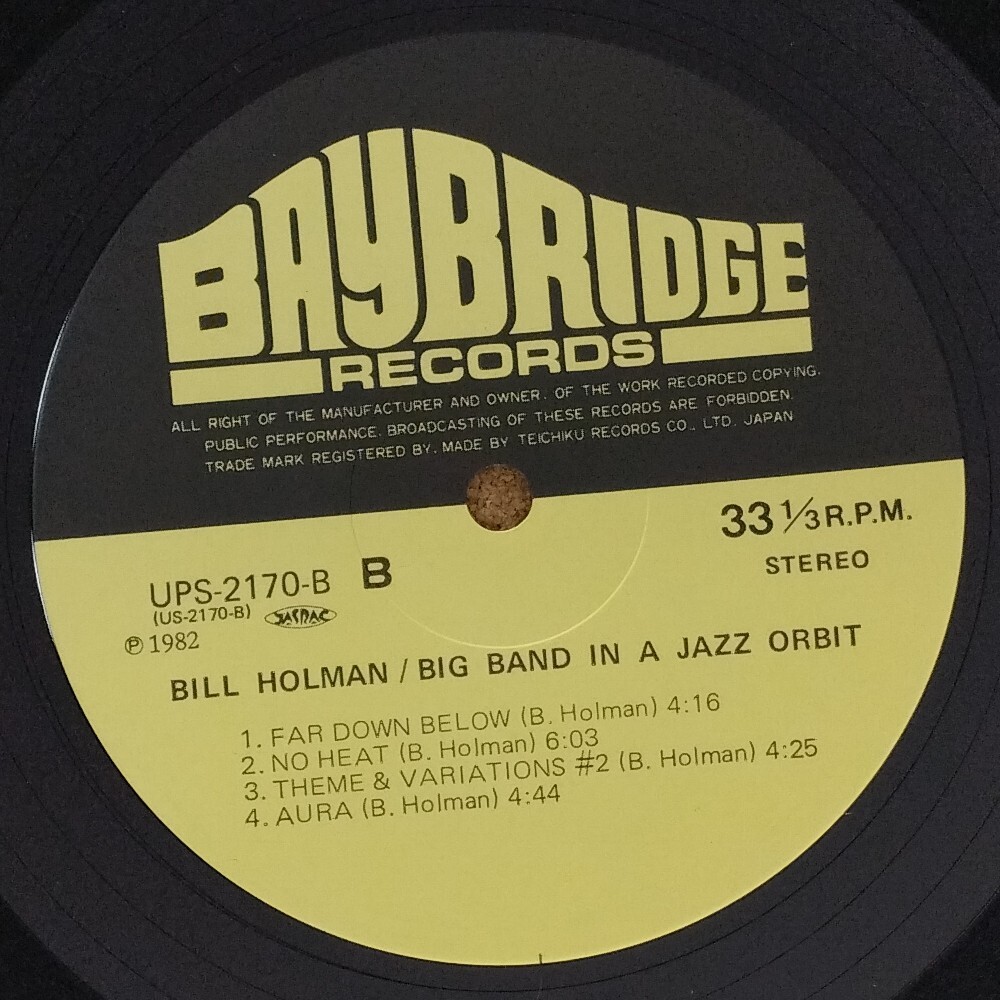 BAYBRIDGE
RECORDS
ALL RIGHT OF THE MANUFACTURER AND OWNER. OF THE WORK RECORDED COPYING.
PUBLIC PERFORMANCE. BROADCASTING OF THESE RECORDS ARE FORBIDDEN.
TRADE MARK REGISTERED BY. MADE BY TEICHIKU RECORDS CO., LTD. JAPAN
33 1/3 R.P.M.
STEREO
UPS-2170-B B
(US-2170-B) JASRAC
℗ 1982
BILL HOLMAN / BIG BAND IN A JAZZ ORBIT
1. FAR DOWN BELOW (B. Holman) 4:16
2. NO HEAT (B. Holman) 6:03
3. THEME & VARIATIONS #2 (B. Holman) 4:25
4. AURA (B. Holman) 4:44